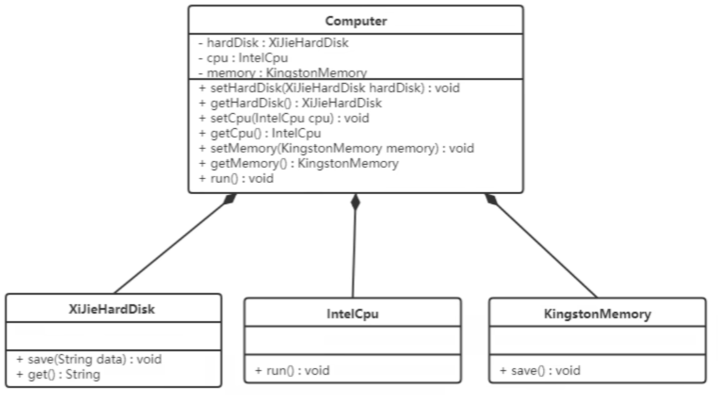 Computer
- hardDisk : XiJieHardDisk
- cpu : IntelCpu
- memory : KingstonMemory
+ setHardDisk(XiJieHardDisk hardDisk) : void
+ getHardDisk() : XiJieHardDisk
+ setCpu(IntelCpu cpu) : void
+ getCpu() : IntelCpu
+ setMemory(KingstonMemory memory) : void
+ getMemory() : KingstonMemory
+ run() : void
XiJieHardDisk
+ save(String data) : void
+ get() : String
IntelCpu
+ run() : void
KingstonMemory
+ save() : void